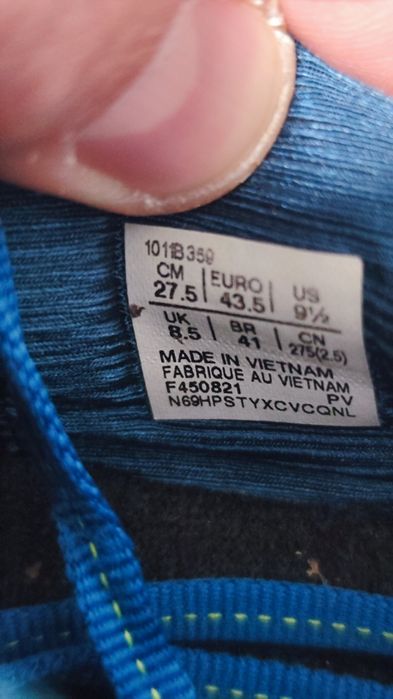 1011B359
CM 27.5 | EURO 43.5 | US 9½
UK 8.5 | BR 41 | CN 275(2.5)
MADE IN VIETNAM
FABRIQUE AU VIETNAM
F450821 PV
N69HPSTYXCVCQNL